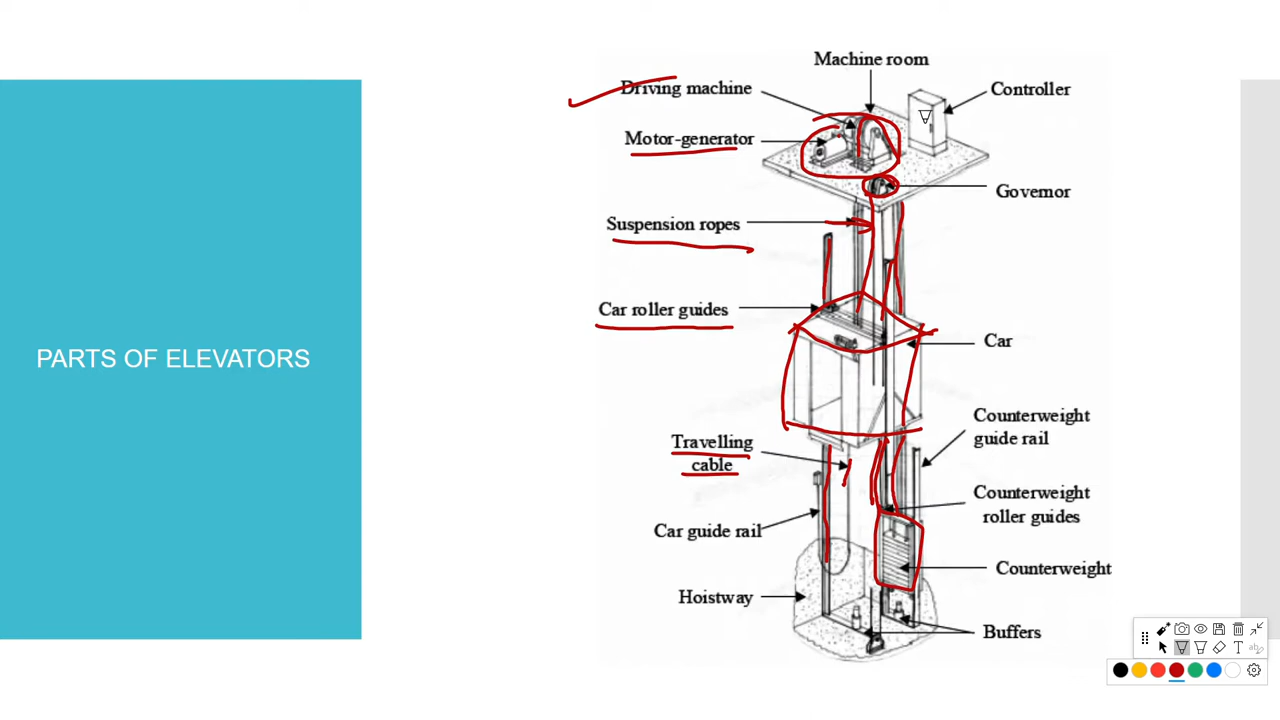 PARTS OF ELEVATORS
Machine room
Driving machine
Controller
Motor-generator
Governor
Suspension ropes
Car roller guides
Car
Counterweight
guide rail
Travelling
cable
Counterweight
roller guides
Car guide rail
Counterweight
Hoistway
Buffers